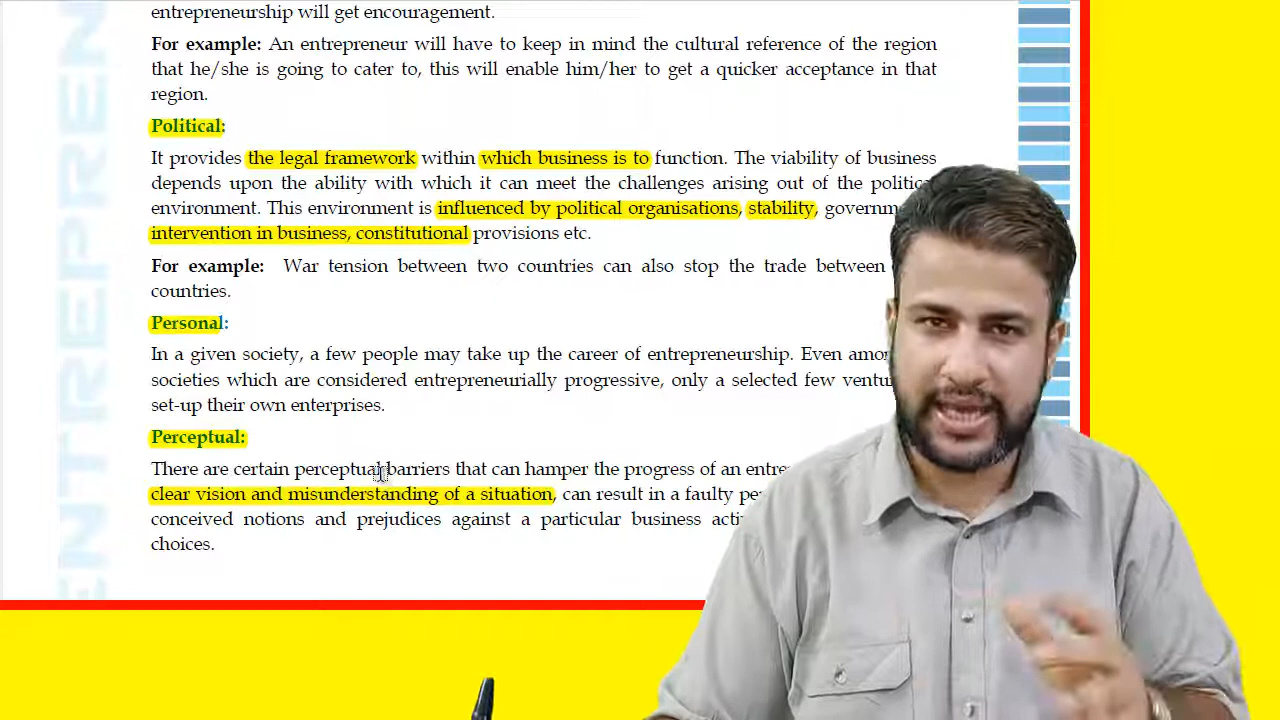 entrepreneurship will get encouragement.
For example: An entrepreneur will have to keep in mind the cultural reference of the region
that he/she is going to cater to, this will enable him/her to get a quicker acceptance in that
region.
Political:
It provides the legal framework within which business is to function. The viability of business
depends upon the ability with which it can meet the challenges arising out of the
environment. This environment is influenced by political organisations, stability,
intervention in business, constitutional provisions etc.
For example: War tension between two countries can also stop the trade between
countries.
Personal:
In a given society, a few people may take up the career of entrepreneurship. Even
societies which are considered entrepreneurially progressive, only a selected few
set-up their own enterprises.
Perceptual:
There are certain perceptual barriers that can hamper the progress of an
clear vision and misunderstanding of a situation, can result in a faulty
conceived notions and prejudices against a particular business
choices.